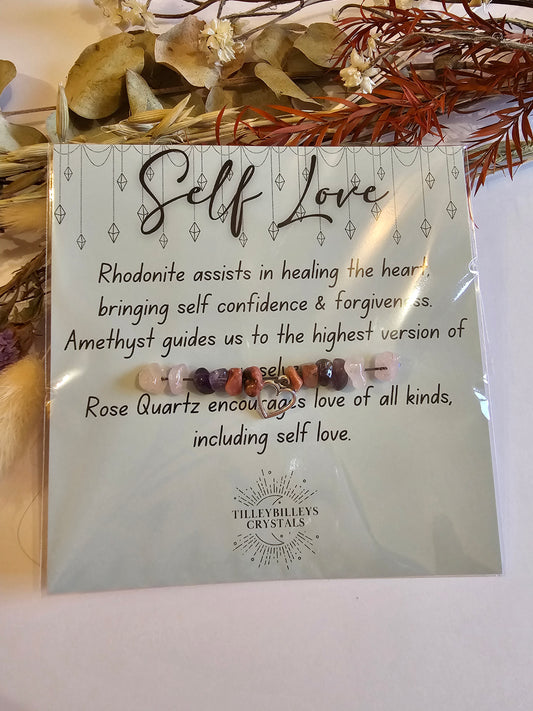 Self Love
Rhodonite assists in healing the heart,
bringing self confidence & forgiveness.
Amethyst guides us to the highest version of
Rose Quartz encourages love of all kinds,
including self love.
TILLEYBILLEYS
CRYSTALS